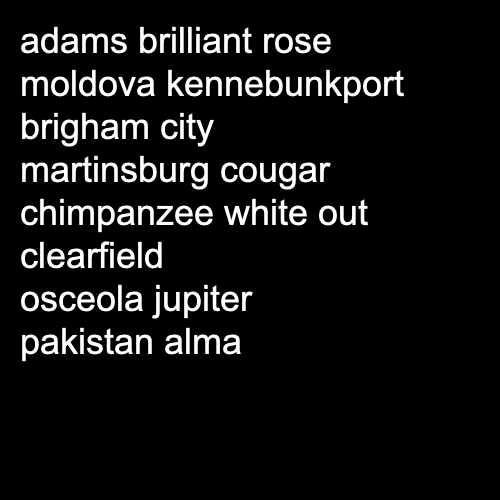 adams brilliant rose
moldova kennebunkport
brigham city
martinsburg cougar
chimpanzee white out
clearfield
osceola jupiter
pakistan alma